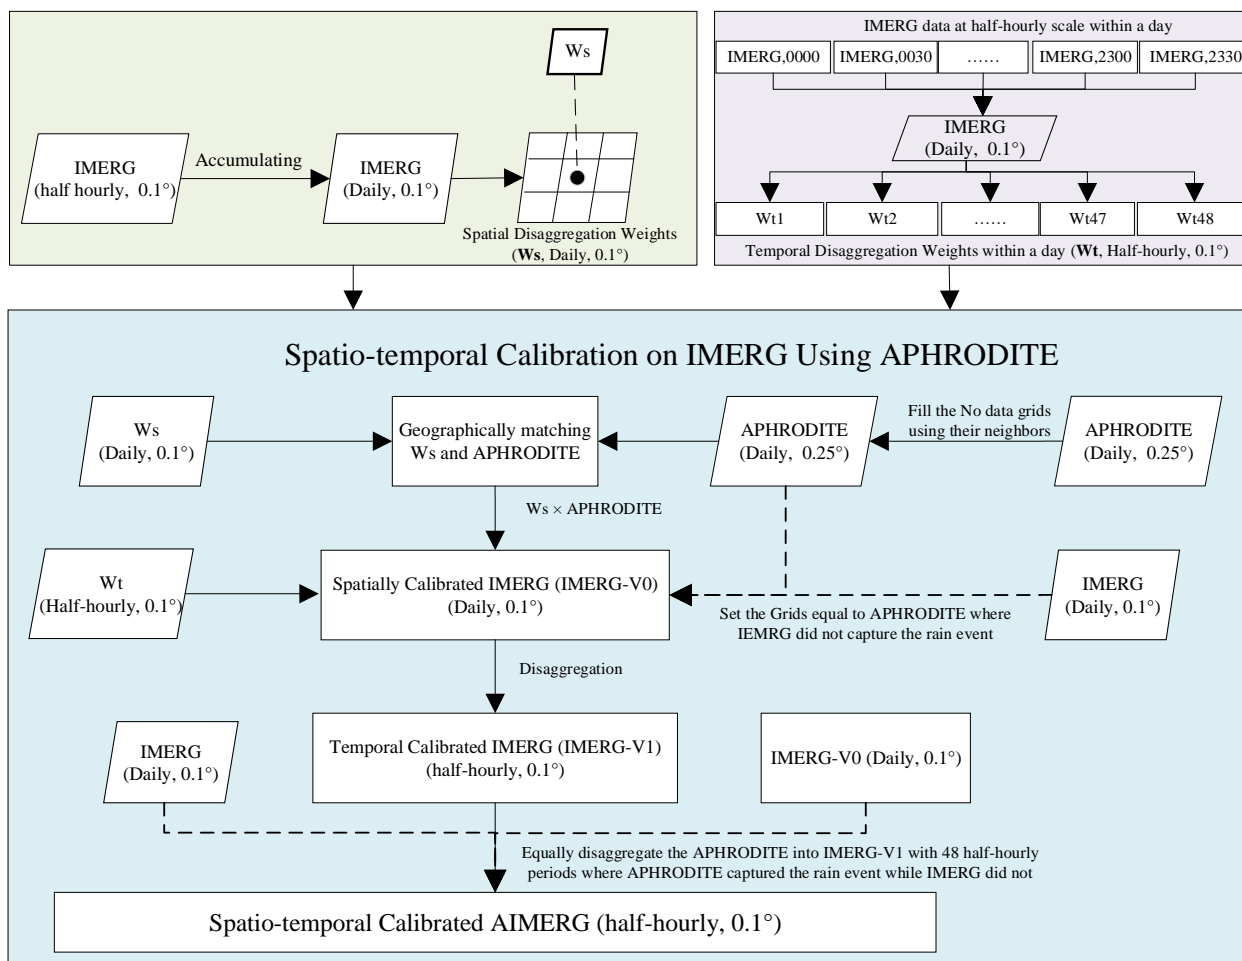 Ws
IMERG
(half hourly, 0.1°)
Accumulating
IMERG
(Daily, 0.1°)
Spatial Disaggregation Weights
(Ws, Daily, 0.1°)
IMERG data at half-hourly scale within a day
IMERG,0000
IMERG,0030
......
IMERG,2300
IMERG,2330
IMERG
(Daily, 0.1°)
Wt1
Wt2
......
Wt47
Wt48
Temporal Disaggregation Weights within a day (Wt, Half-hourly, 0.1°)
Spatio-temporal Calibration on IMERG Using APHRODITE
Ws
(Daily, 0.1°)
Geographically matching
Ws and APHRODITE
APHRODITE
(Daily, 0.25°)
Fill the No data grids
using their neighbors
APHRODITE
(Daily, 0.25°)
Ws × APHRODITE
Wt
(Half-hourly, 0.1°)
Spatially Calibrated IMERG (IMERG-V0)
(Daily, 0.1°)
Set the Grids equal to APHRODITE where
IEMRG did not capture the rain event
IMERG
(Daily, 0.1°)
Disaggregation
IMERG
(Daily, 0.1°)
Temporal Calibrated IMERG (IMERG-V1)
(half-hourly, 0.1°)
IMERG-V0 (Daily, 0.1°)
Equally disaggregate the APHRODITE into IMERG-V1 with 48 half-hourly
periods where APHRODITE captured the rain event while IMERG did not
Spatio-temporal Calibrated AIMERG (half-hourly, 0.1°)